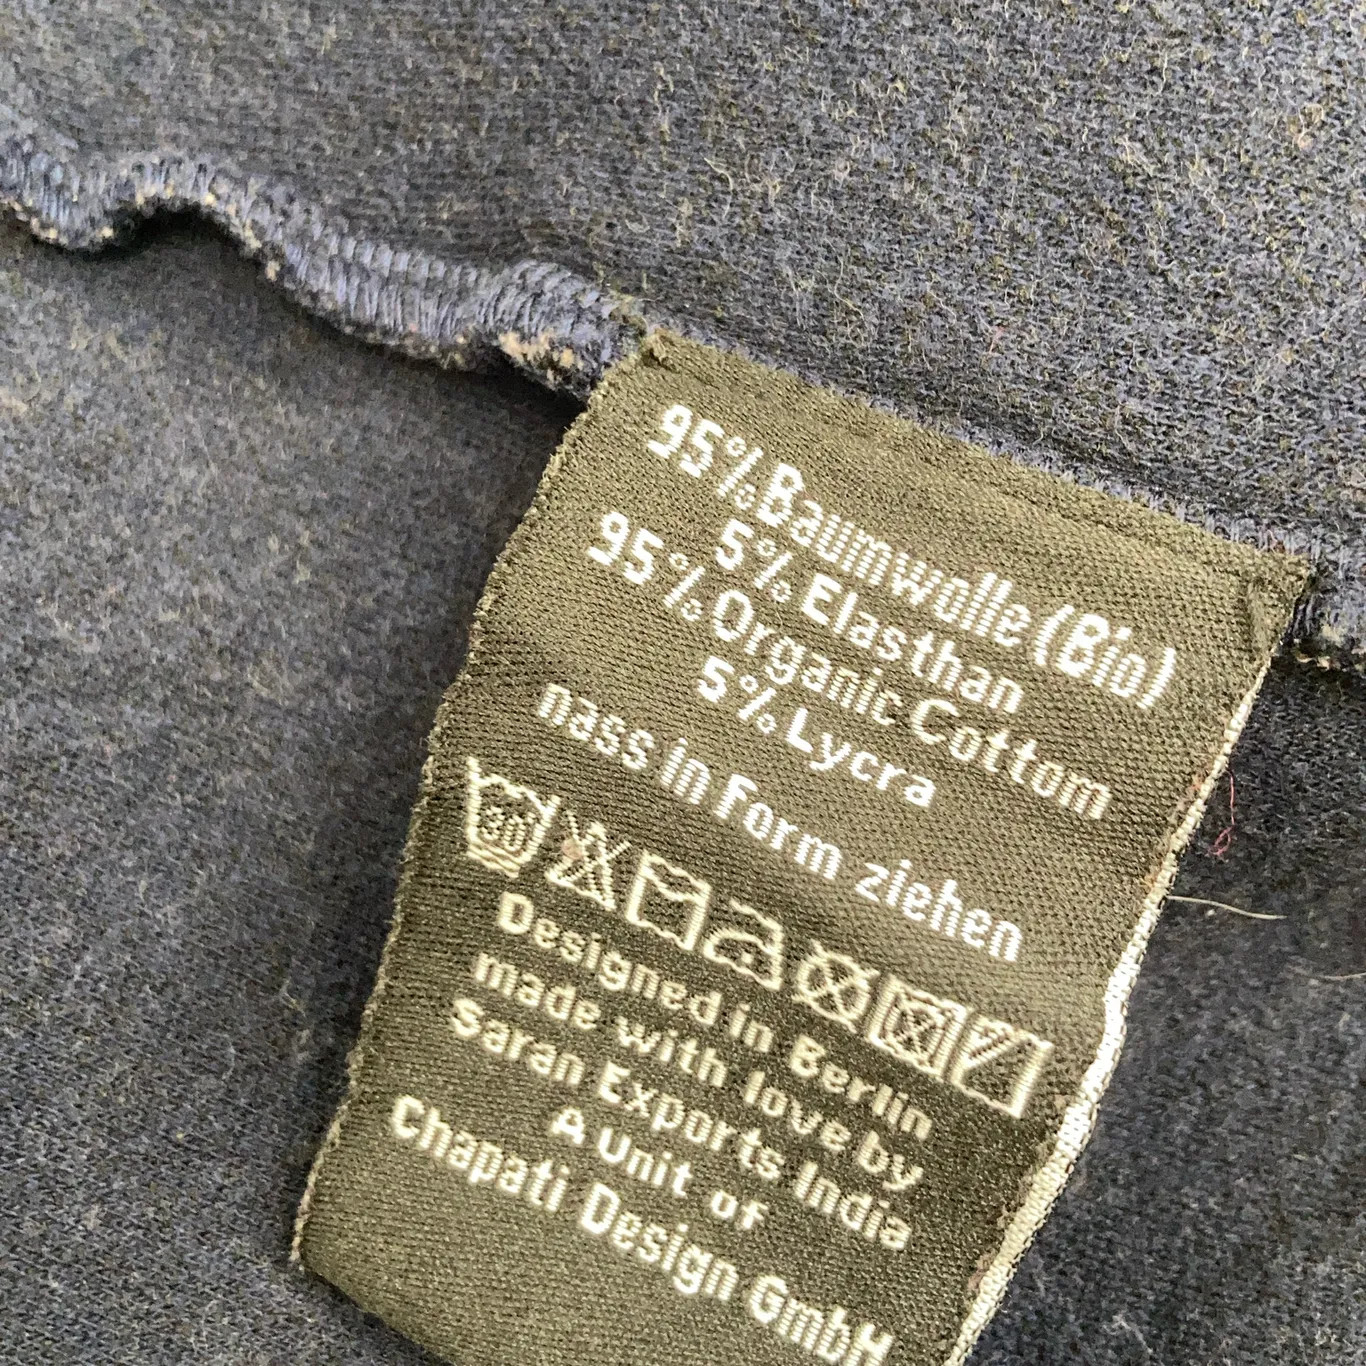 95% Baumwolle (Bio)
5% Elasthan
95% Organic Cottom
5% Lycra
nass in Form ziehen
30
Designed in Berlin
made with love by
Saran Exports India
A Unit of
Chapati Design GmbH